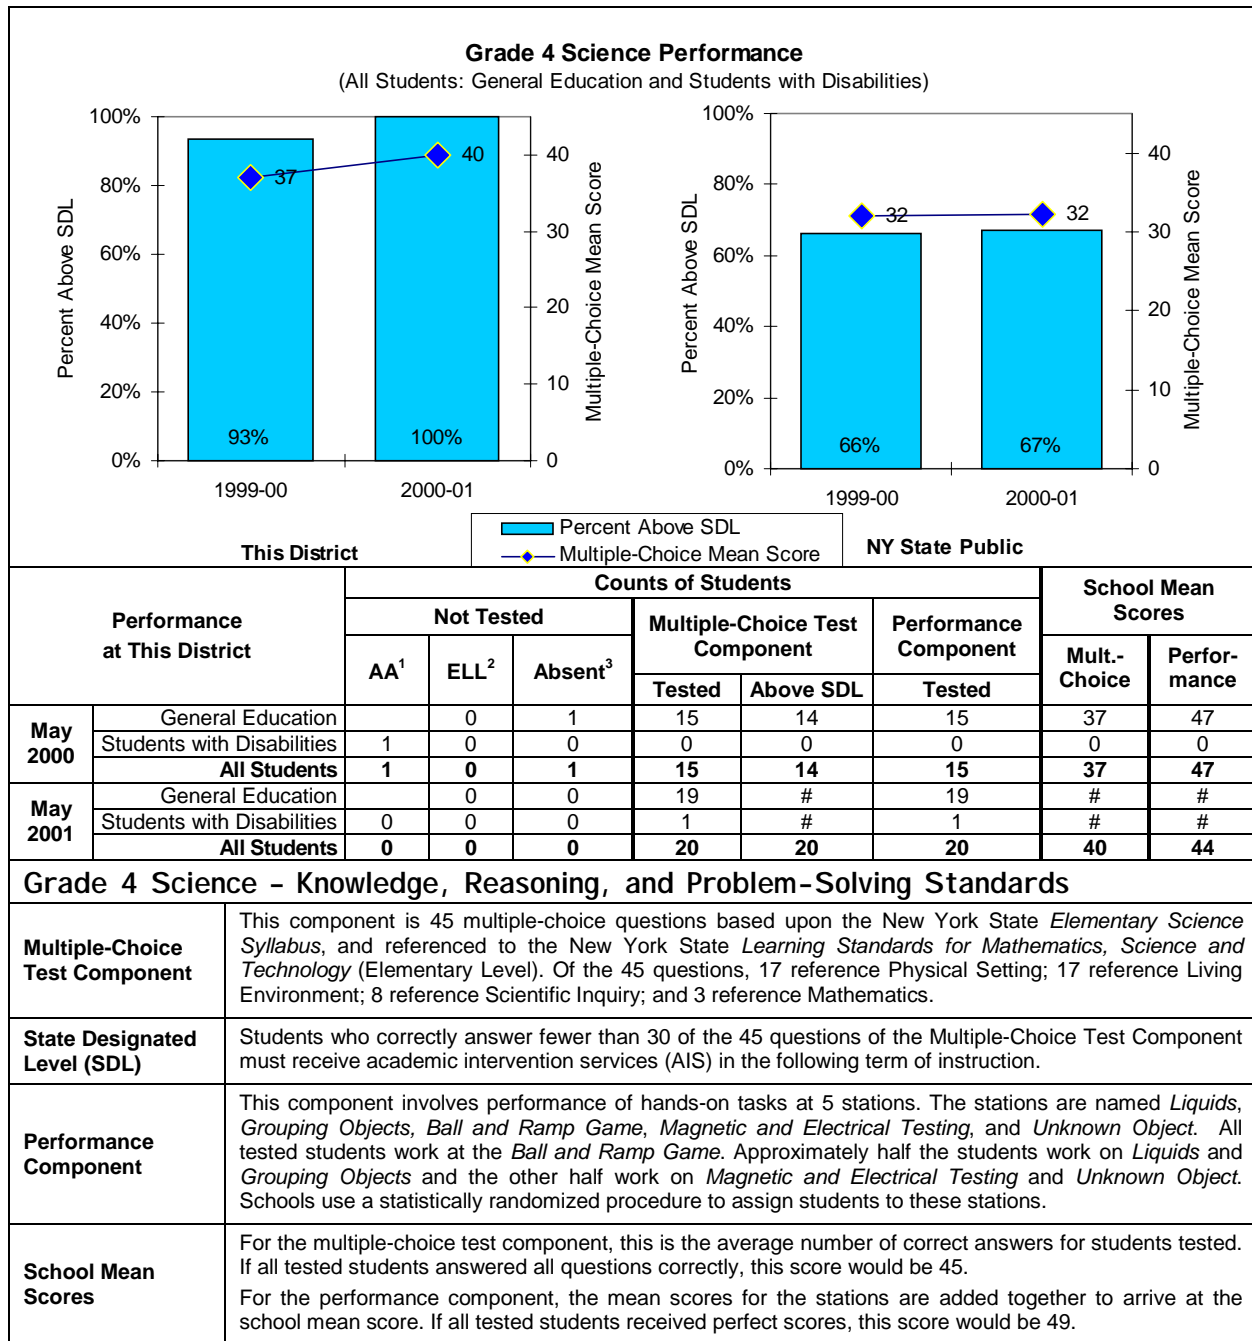 Grade 4 Science Performance
(All Students: General Education and Students with Disabilities)
100%
80%
60%
40%
20%
0%
Percent Above SDL
37
40
93%
100%
1999-00
2000-01
40
30
20
10
0
Multiple-Choice Mean Score
This District
100%
80%
60%
40%
20%
0%
Percent Above SDL
32
32
66%
67%
1999-00
2000-01
40
30
20
10
0
Multiple-Choice Mean Score
NY State Public
Percent Above SDL
Multiple-Choice Mean Score
Performance
at This District
Counts of Students
School Mean
Scores
Not Tested
Multiple-Choice Test
Component
Performance
Component
AA1 ELL2 Absent3
Tested Above SDL Tested
Mult.-
Choice
Perfor-
mance
May
2000
General Education 0 1 15 14 15 37 47
Students with Disabilities 1 0 0 0 0 0 0 0
All Students 1 0 1 15 14 15 37 47
May
2001
General Education 0 0 19 # 19 # #
Students with Disabilities 0 0 0 1 # 1 # #
All Students 0 0 0 20 20 20 40 44
Grade 4 Science – Knowledge, Reasoning, and Problem-Solving Standards
Multiple-Choice
Test Component
This component is 45 multiple-choice questions based upon the New York State Elementary Science
Syllabus, and referenced to the New York State Learning Standards for Mathematics, Science and
Technology (Elementary Level). Of the 45 questions, 17 reference Physical Setting; 17 reference Living
Environment; 8 reference Scientific Inquiry; and 3 reference Mathematics.
State Designated
Level (SDL)
Students who correctly answer fewer than 30 of the 45 questions of the Multiple-Choice Test Component
must receive academic intervention services (AIS) in the following term of instruction.
Performance
Component
This component involves performance of hands-on tasks at 5 stations. The stations are named Liquids,
Grouping Objects, Ball and Ramp Game, Magnetic and Electrical Testing, and Unknown Object. All
tested students work at the Ball and Ramp Game. Approximately half the students work on Liquids and
Grouping Objects and the other half work on Magnetic and Electrical Testing and Unknown Object.
Schools use a statistically randomized procedure to assign students to these stations.
School Mean
Scores
For the multiple-choice test component, this is the average number of correct answers for students tested.
If all tested students answered all questions correctly, this score would be 45.
For the performance component, the mean scores for the stations are added together to arrive at the
school mean score. If all tested students received perfect scores, this score would be 49.